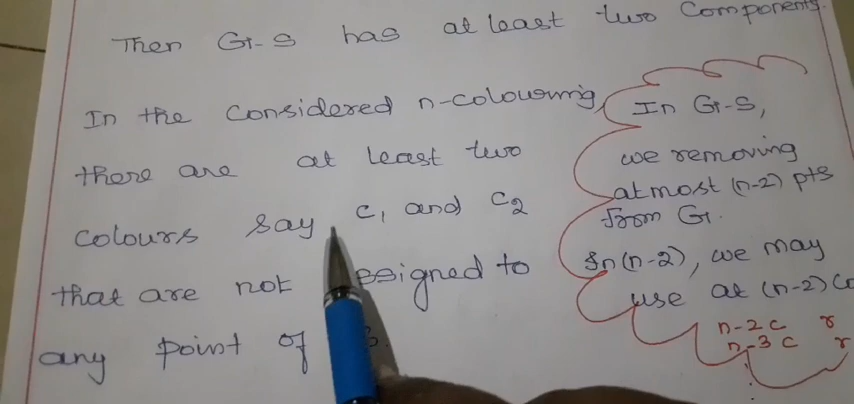 Then G-S has at least two Components.
In the Considered n-colouring,
there are at least two
colours say c₁ and c₂
that are not assigned to
any point of S.
In G-S,
we removing
atmost (n-2) pts
from G.
In (n-2), we may
use at (n-2)
n-2 c r
n-3 c r